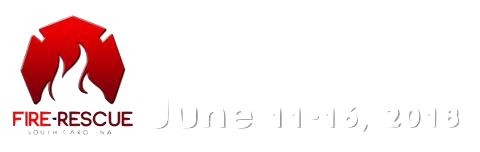 FIRE-RESCUE
SOUTH CAROLINA
June 11-16, 2018